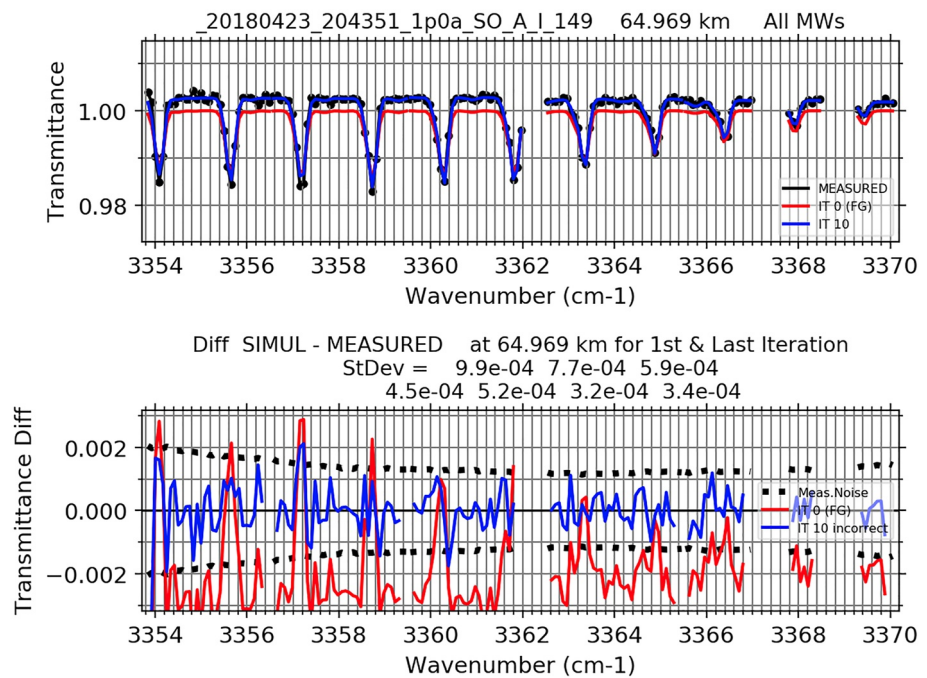 _20180423_204351_1p0a_SO_A_I_149 64.969 km All MWs
Transmittance
1.00
0.98
MEASURED
IT 0 (FG)
IT 10
3354 3356 3358 3360 3362 3364 3366 3368 3370
Wavenumber (cm-1)
Diff SIMUL - MEASURED at 64.969 km for 1st & Last Iteration
StDev = 9.9e-04 7.7e-04 5.9e-04
4.5e-04 5.2e-04 3.2e-04 3.4e-04
Transmittance Diff
0.002
0.000
−0.002
Meas.Noise
IT 0 (FG)
IT 10 incorrect
3354 3356 3358 3360 3362 3364 3366 3368 3370
Wavenumber (cm-1)